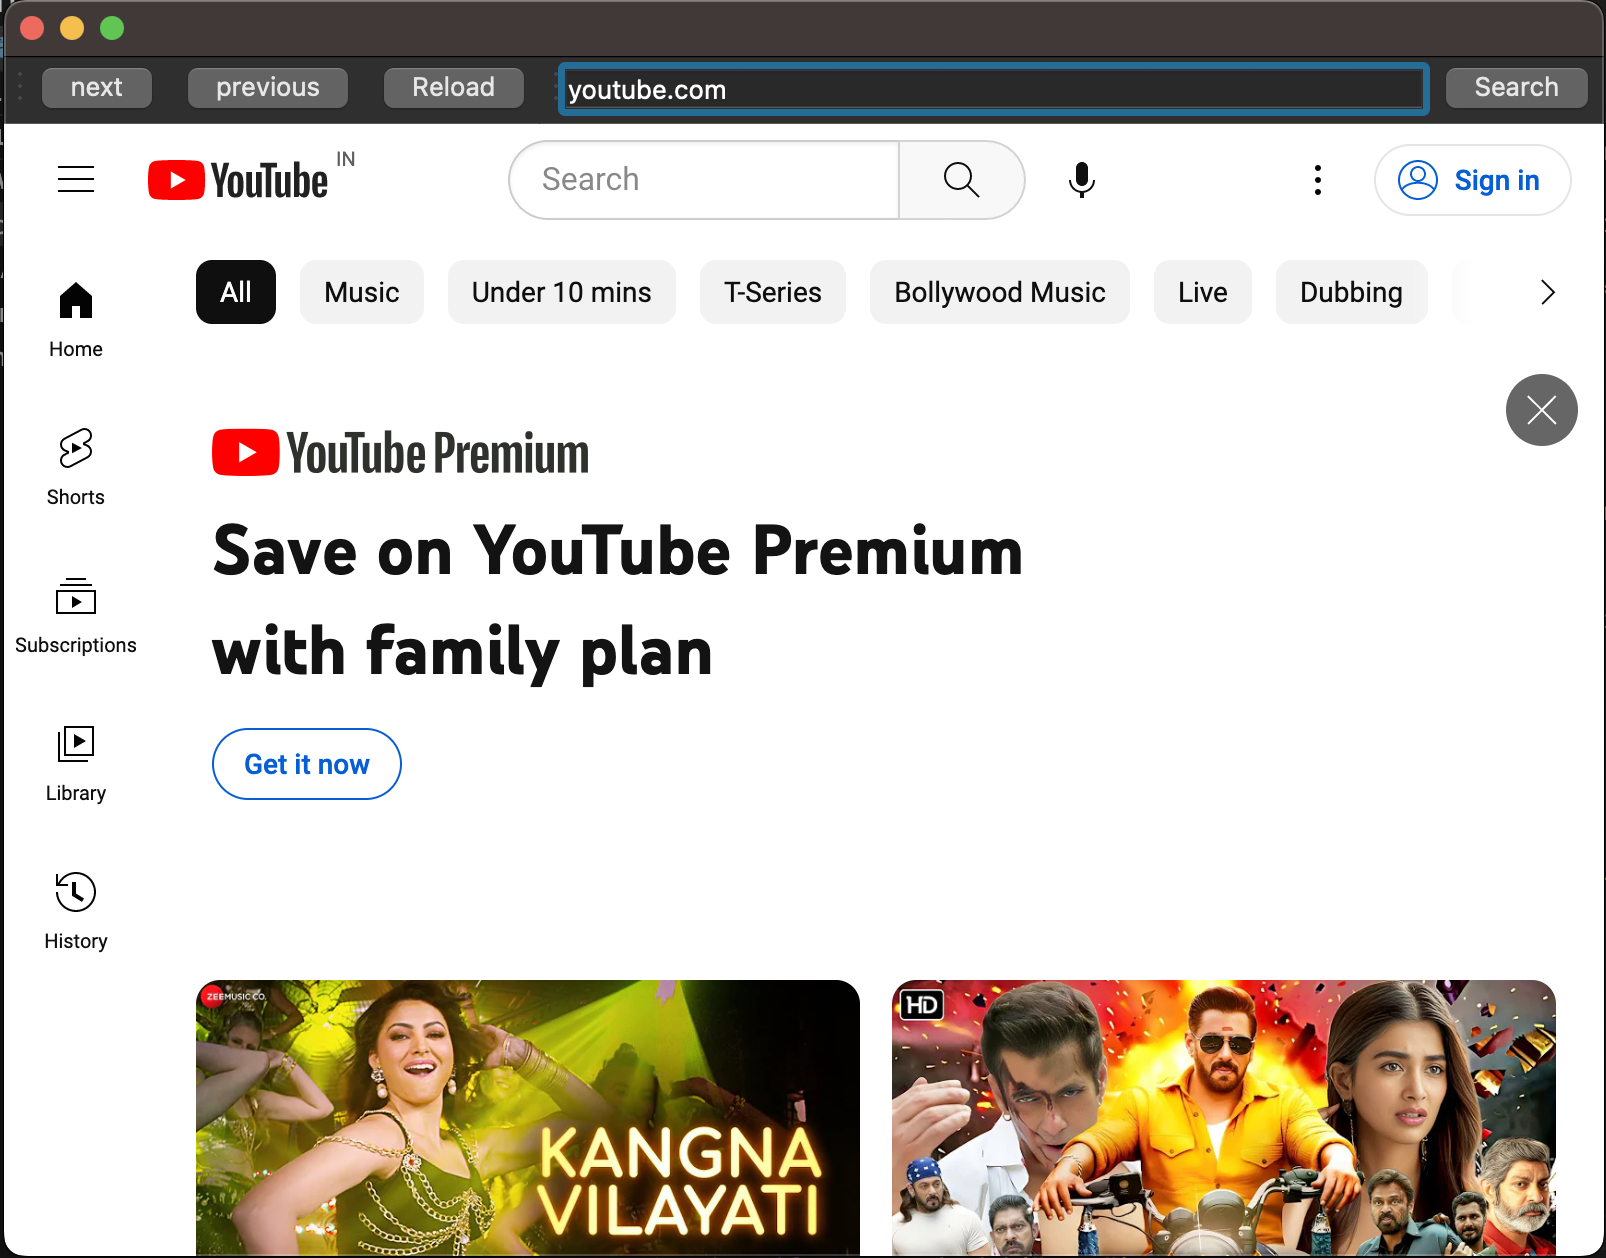 next previous Reload youtube.com Search
YouTube IN Search Sign in
All Music Under 10 mins T-Series Bollywood Music Live Dubbing
Home
Shorts
Subscriptions
Library
History
YouTube Premium
Save on YouTube Premium
with family plan
Get it now
ZEE MUSIC CO.
KANGNA
VILAYATI
HD